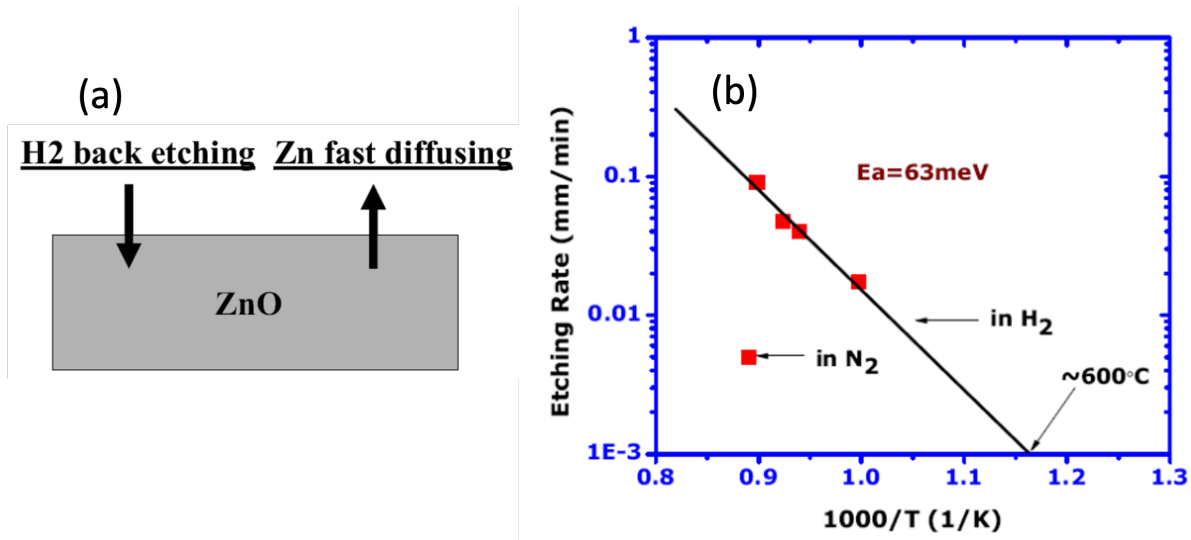 (a)
H2 back etching Zn fast diffusing
ZnO
(b)
Etching Rate (mm/min)
1
0.1
0.01
1E-3
Ea=63meV
in H₂
in N₂
~600°C
0.8 0.9 1.0 1.1 1.2 1.3
1000/T (1/K)